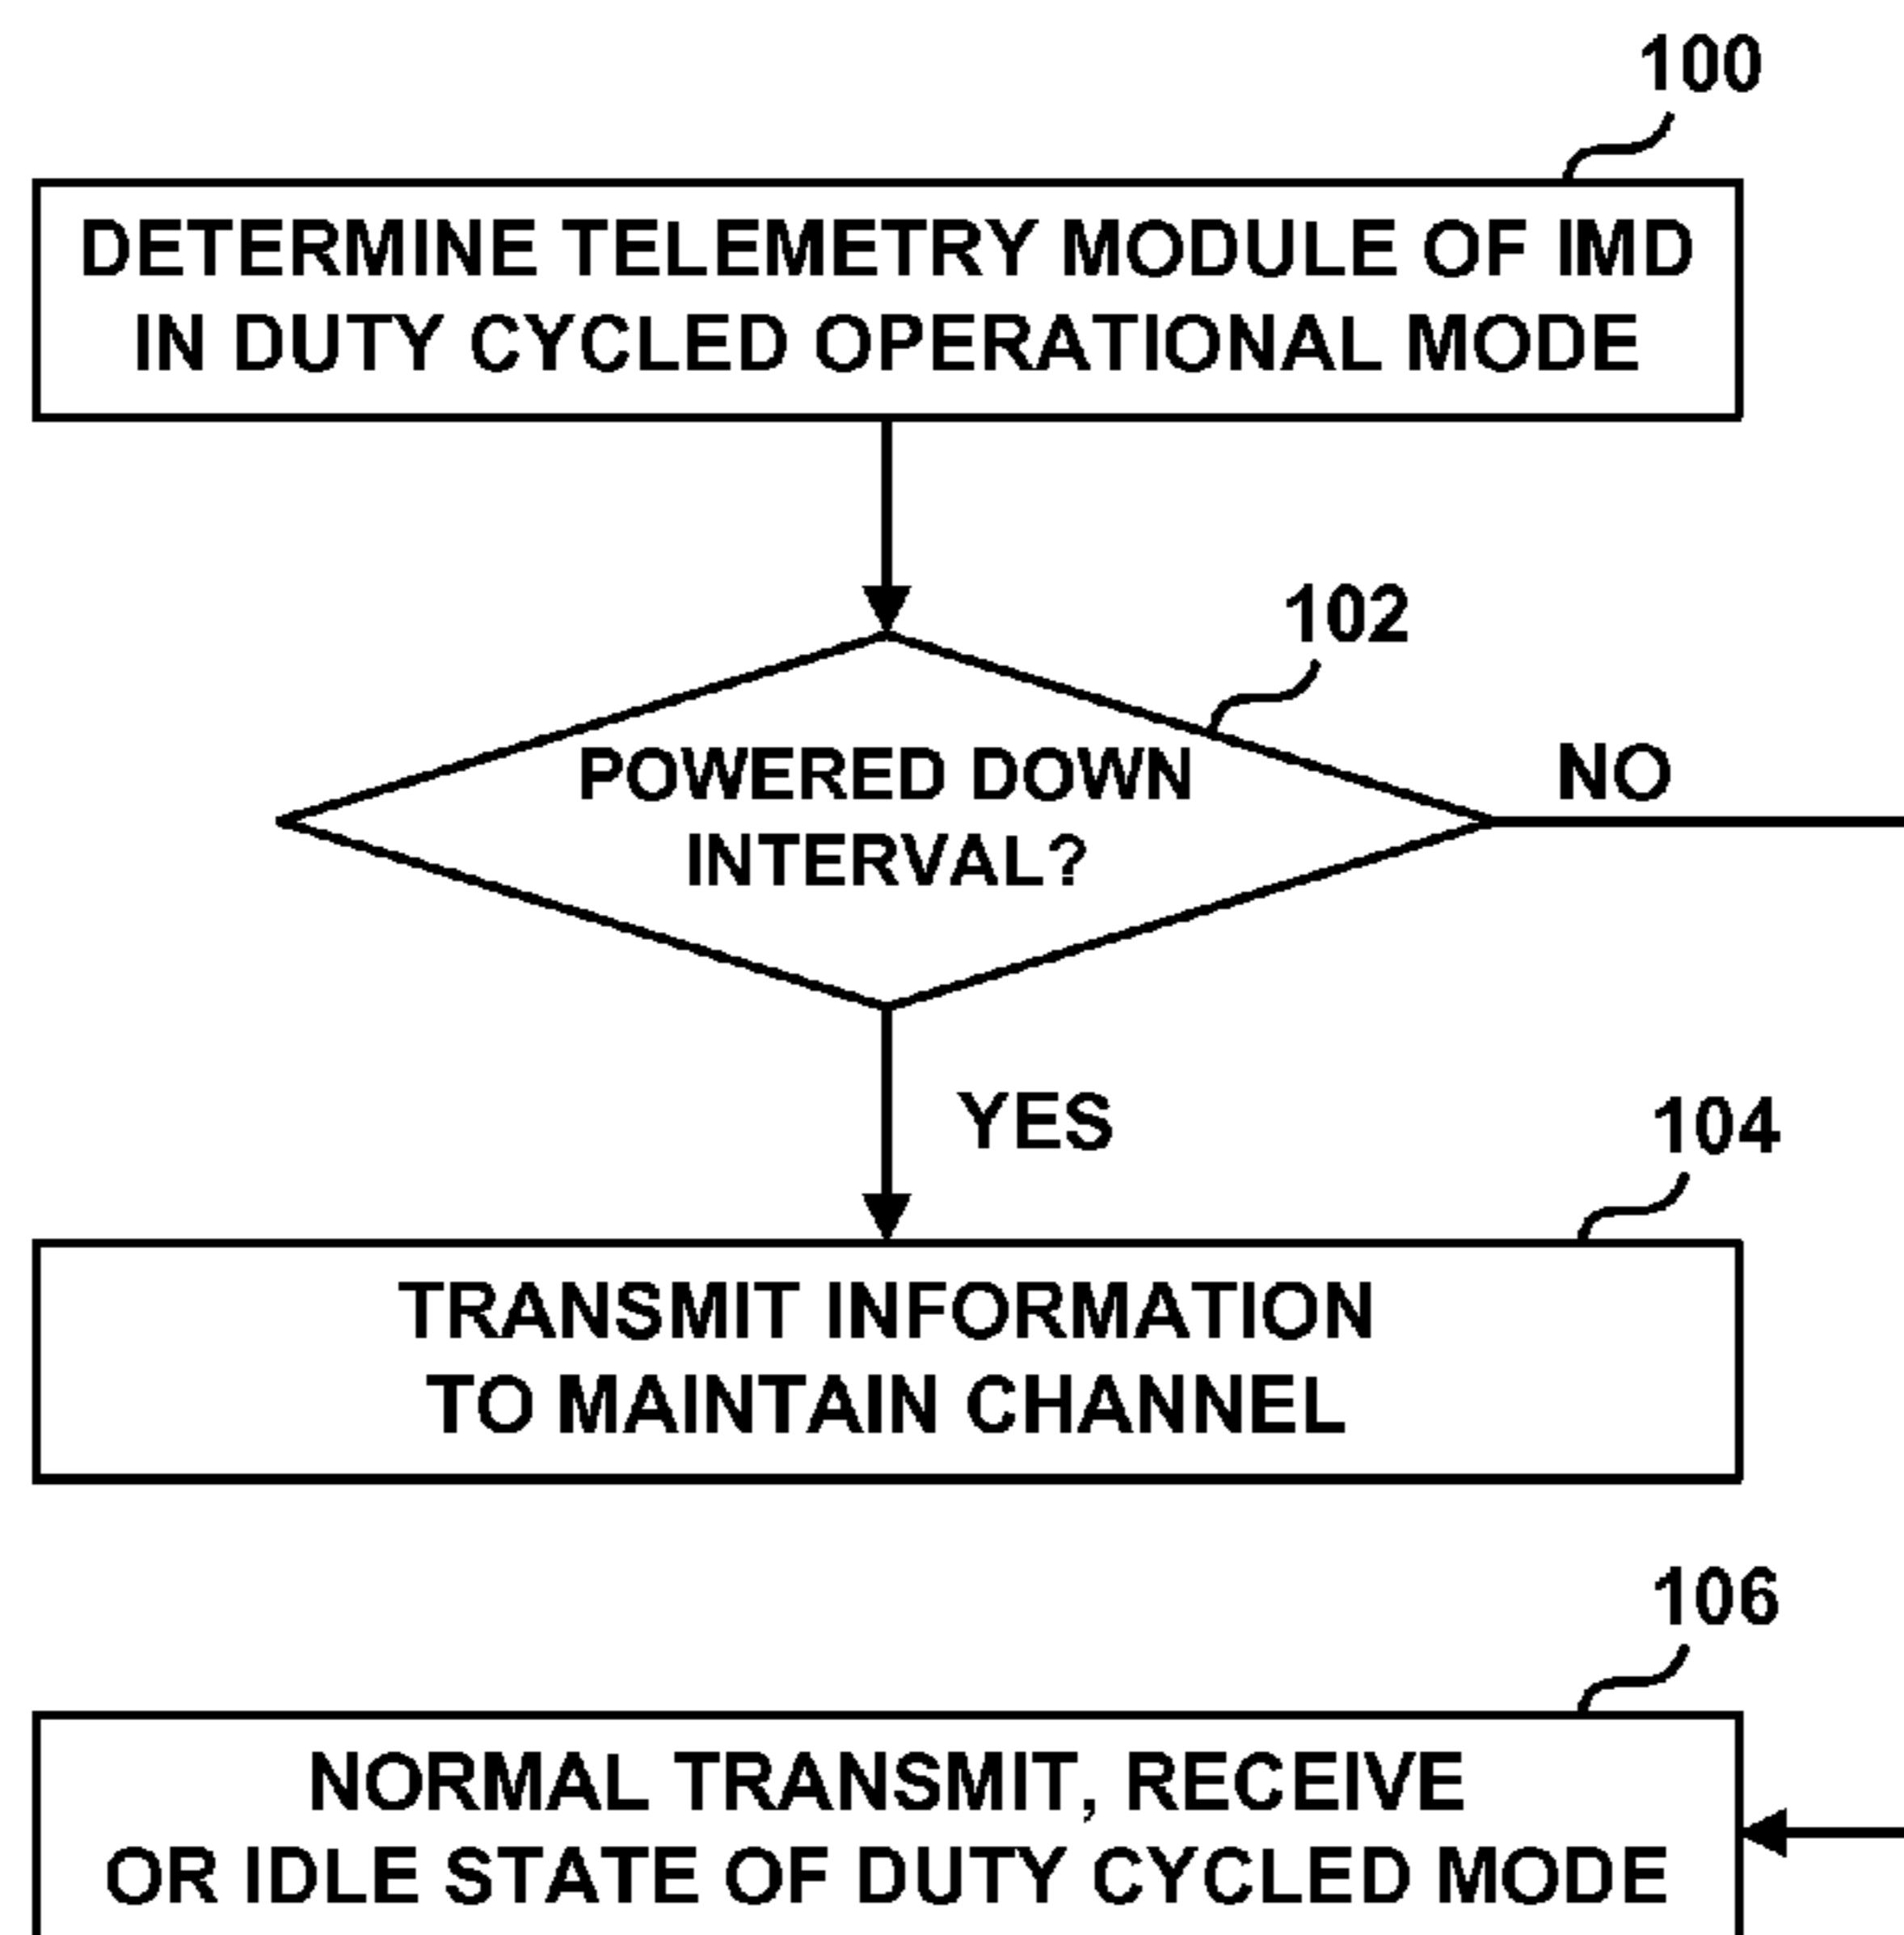 100
DETERMINE TELEMETRY MODULE OF IMD
IN DUTY CYCLED OPERATIONAL MODE
102
POWERED DOWN
INTERVAL?
NO
YES
104
TRANSMIT INFORMATION
TO MAINTAIN CHANNEL
106
NORMAL TRANSMIT, RECEIVE
OR IDLE STATE OF DUTY CYCLED MODE